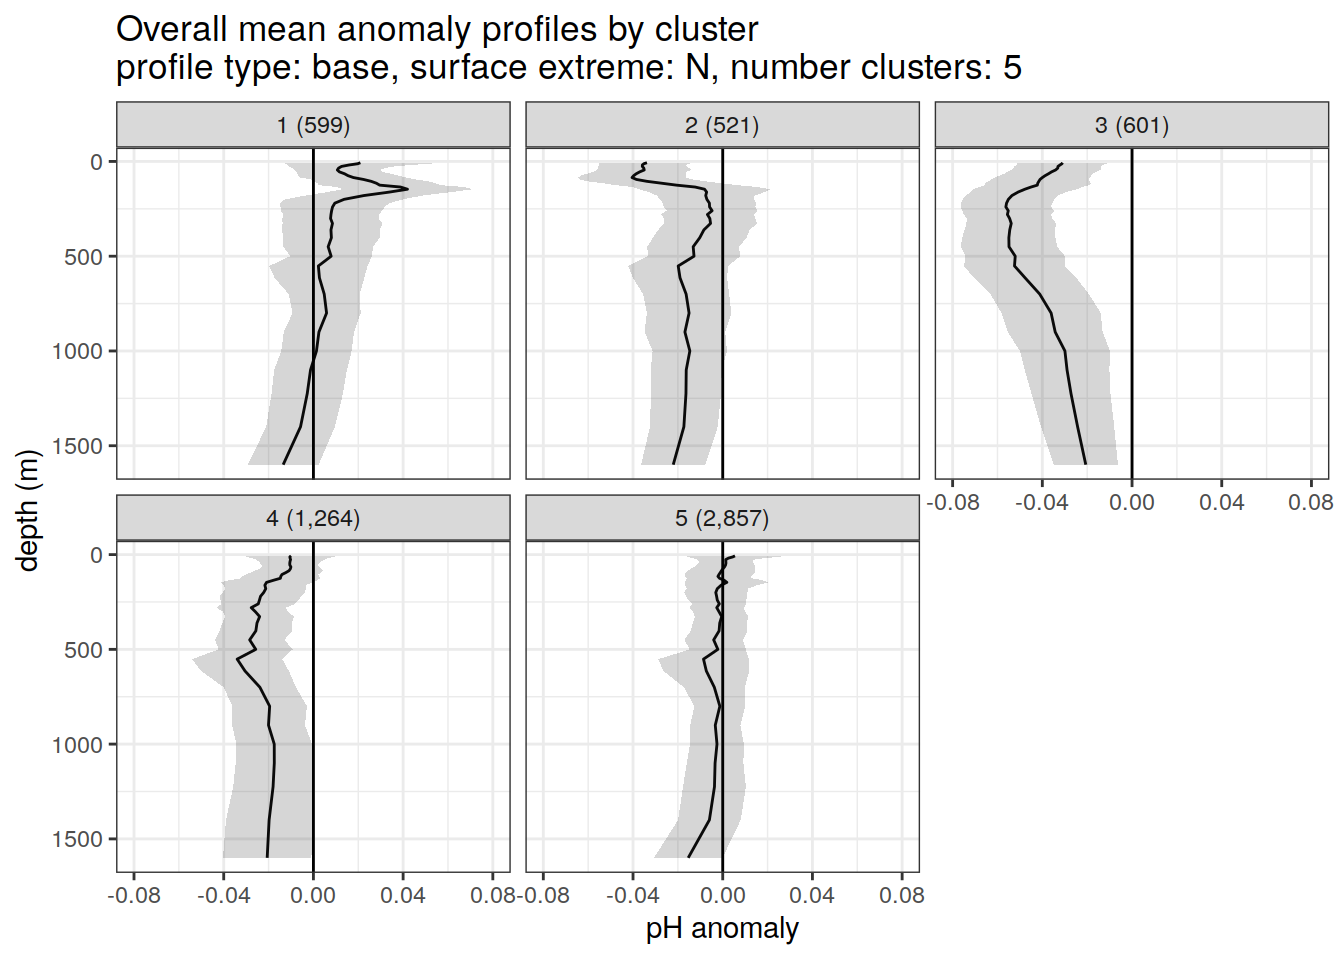 Overall mean anomaly profiles by cluster
profile type: base, surface extreme: N, number clusters: 5
1 (599)
2 (521)
3 (601)
0
500
1000
1500
-0.08 -0.04 0.00 0.04 0.08
4 (1,264)
5 (2,857)
0
500
1000
1500
-0.08 -0.04 0.00 0.04 0.08
-0.08 -0.04 0.00 0.04 0.08
depth (m)
pH anomaly